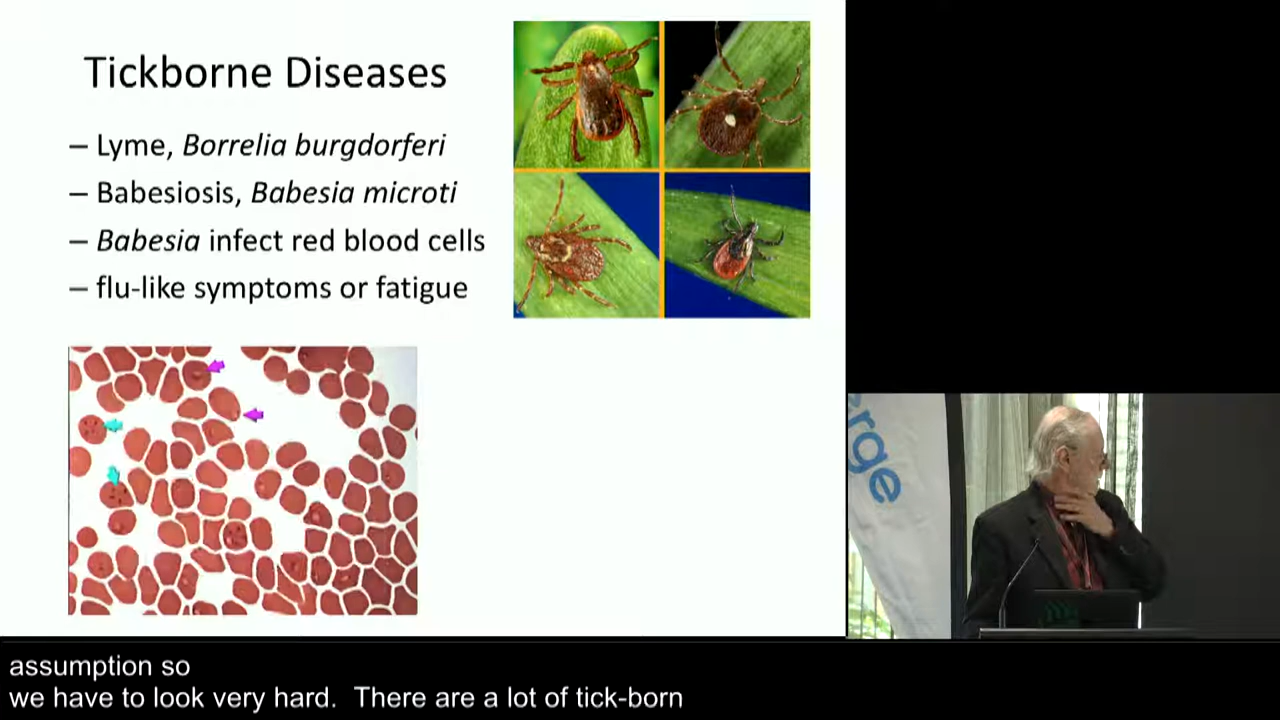 Tickborne Diseases
– Lyme, Borrelia burgdorferi
– Babesiosis, Babesia microti
– Babesia infect red blood cells
– flu-like symptoms or fatigue
erge
assumption so
we have to look very hard.  There are a lot of tick-born